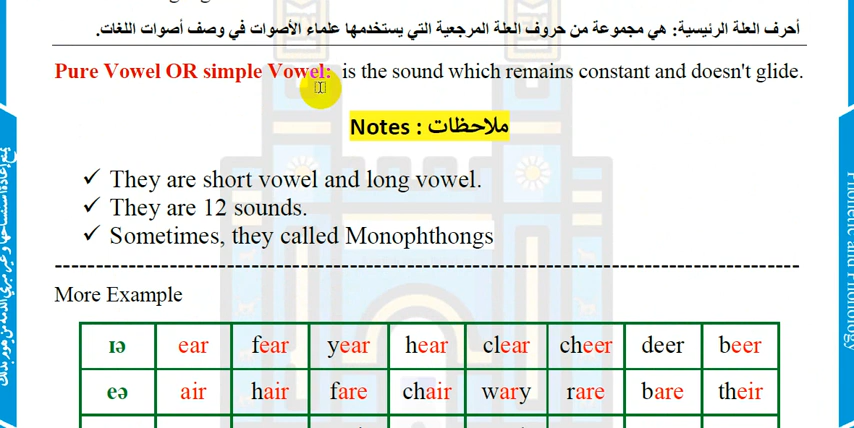 أحرف العلة الرئيسية: هي مجموعة من حروف العلة المرجعية التي يستخدمها علماء الأصوات في وصف أصوات اللغات.
Pure Vowel OR simple Vowel: is the sound which remains constant and doesn't glide.
Notes : ملاحظات
✓ They are short vowel and long vowel.
✓ They are 12 sounds.
✓ Sometimes, they called Monophthongs
More Example
ɪə ear fear year hear clear cheer deer beer
eə air hair fare chair wary rare bare their
Phonetic and Phonology